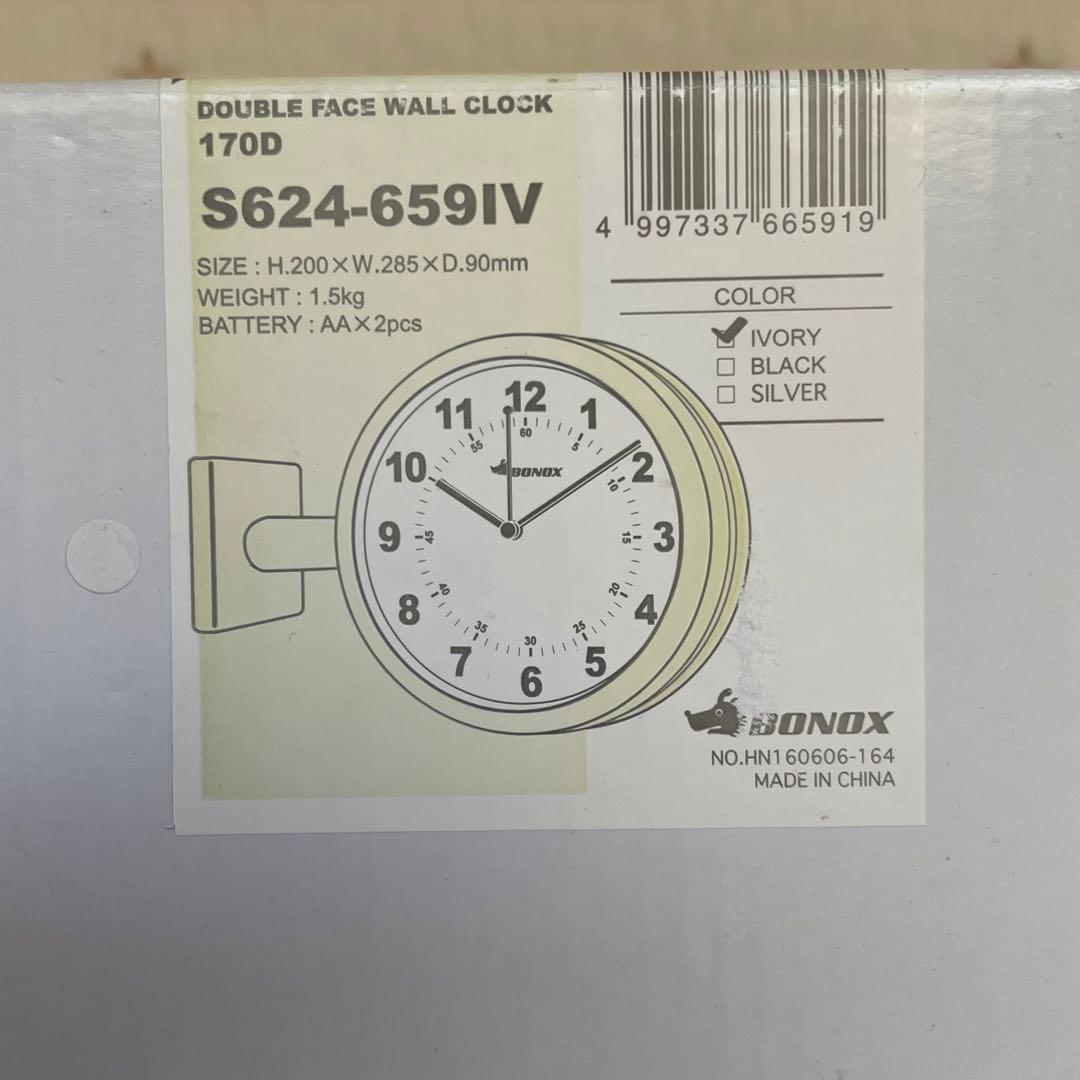 DOUBLE FACE WALL CLOCK
170D
S624-659IV
SIZE : H.200×W.285×D.90mm
WEIGHT : 1.5kg
BATTERY : AA×2pcs
4 997337 665919
COLOR
✔ IVORY
□ BLACK
□ SILVER
12
11
1
60
55
5
BONOX
10
2
10
9
45
15
3
40
20
8
4
35
25
30
7
5
6
BONOX
NO.HN160606-164
MADE IN CHINA